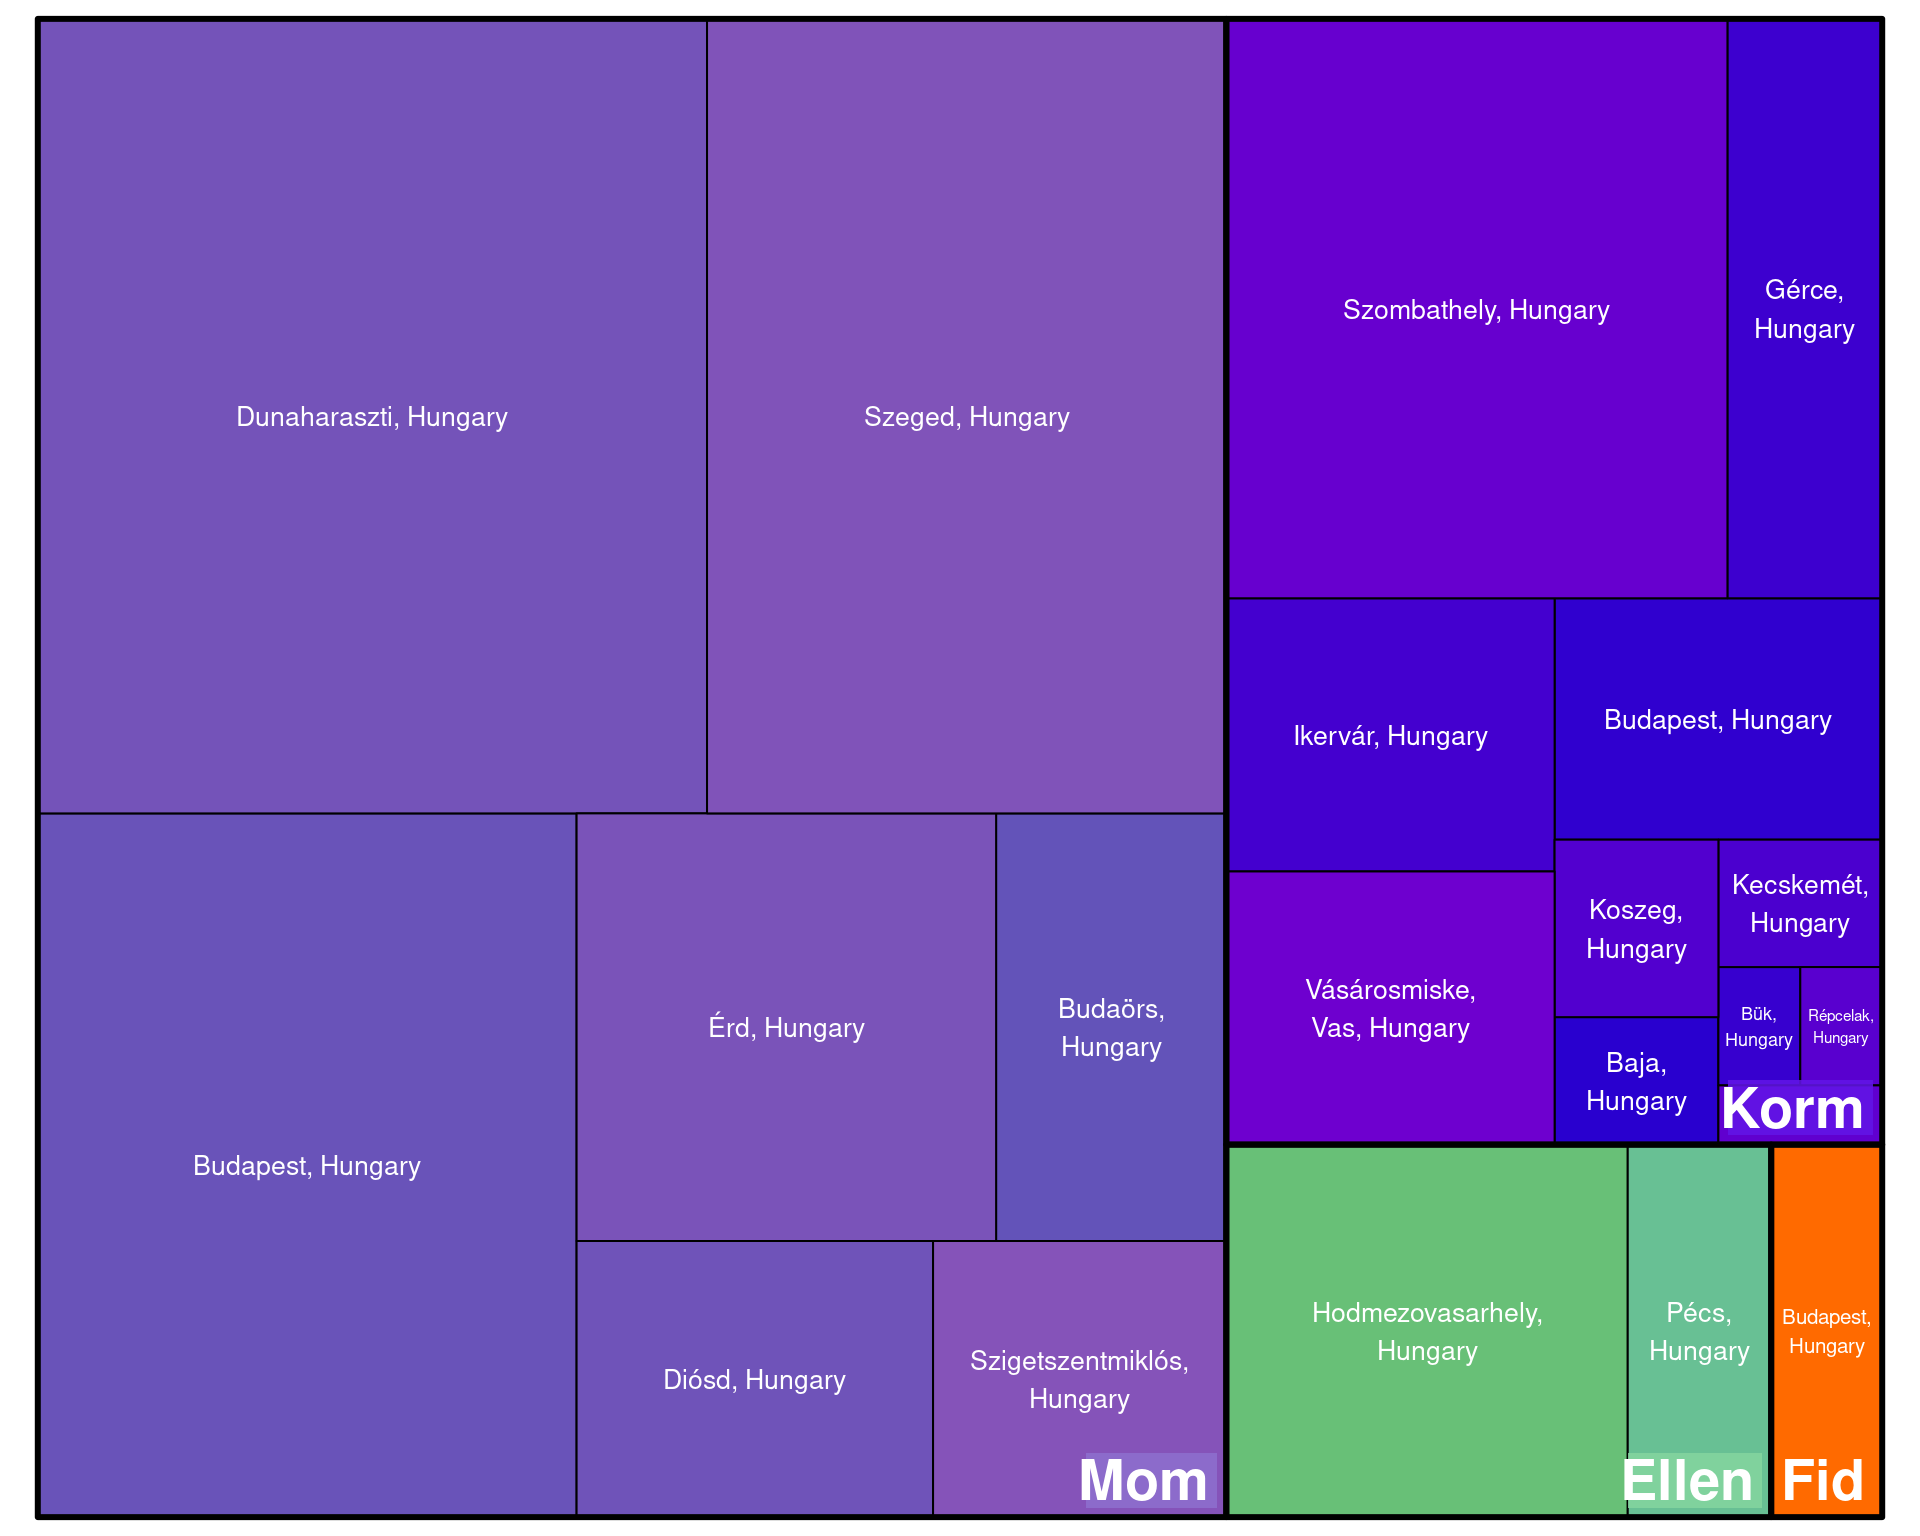 Dunaharaszti, Hungary
Szeged, Hungary
Budapest, Hungary
Érd, Hungary
Budaörs,
Hungary
Diósd, Hungary
Szigetszentmiklós,
Hungary
Mom
Szombathely, Hungary
Gérce,
Hungary
Ikervár, Hungary
Budapest, Hungary
Vásárosmiske,
Vas, Hungary
Koszeg,
Hungary
Kecskemét,
Hungary
Bük,
Hungary
Répcelak,
Hungary
Baja,
Hungary
Korm
Hodmezovasarhely,
Hungary
Pécs,
Hungary
Ellen
Budapest,
Hungary
Fid